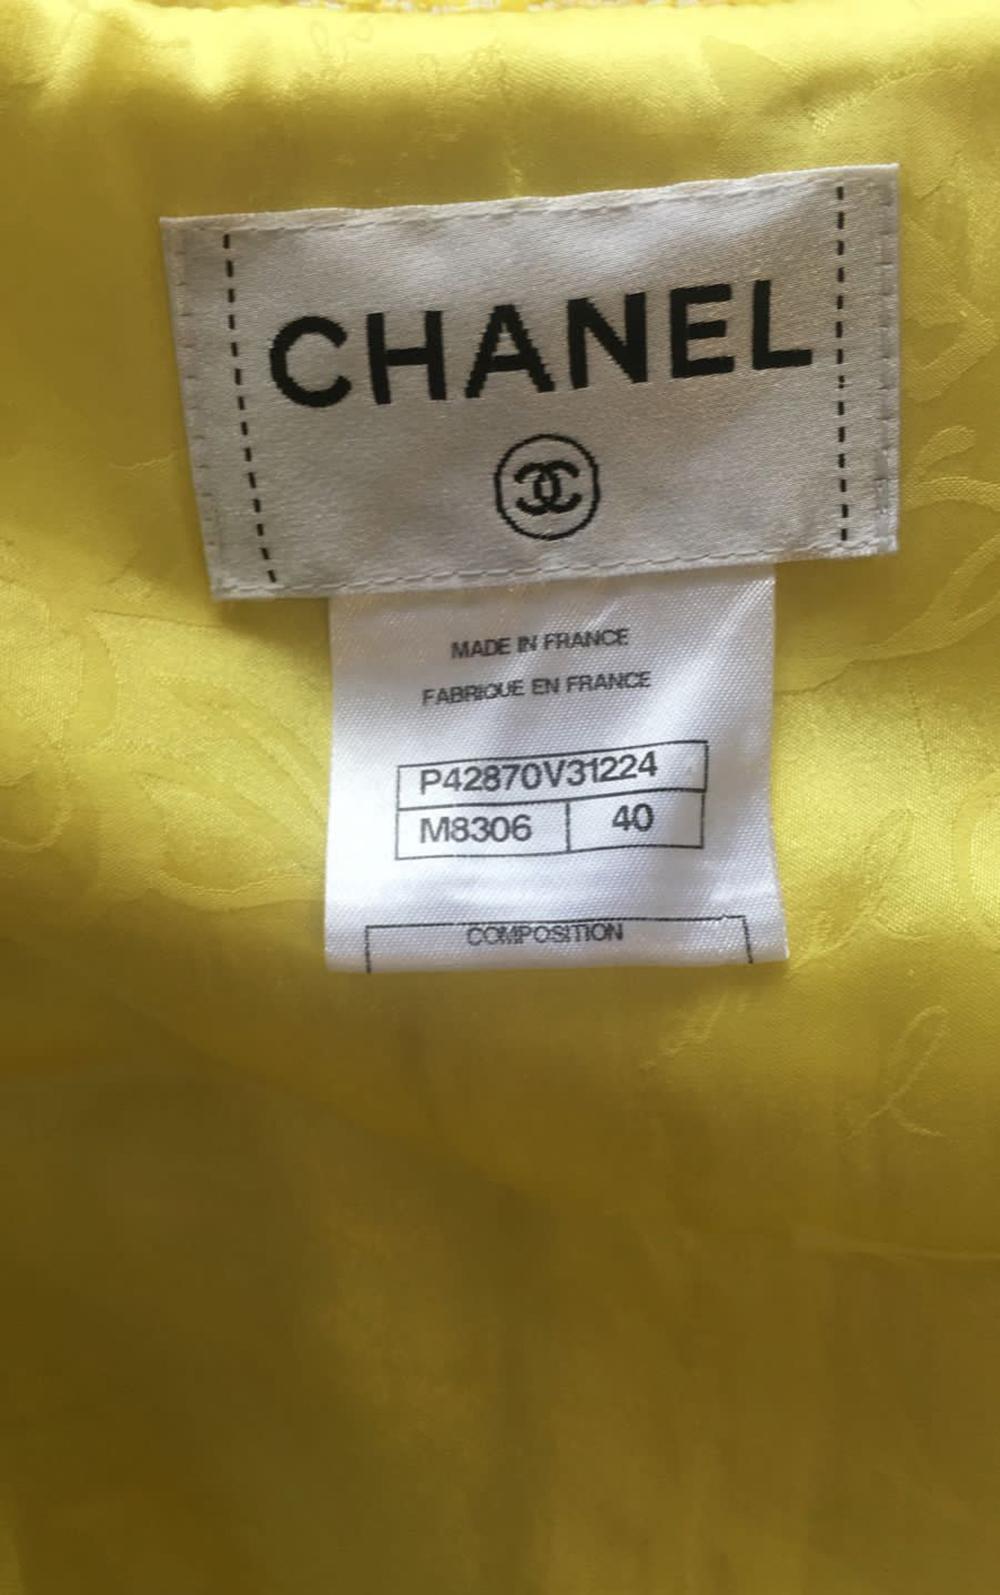 CHANEL
MADE IN FRANCE
FABRIQUE EN FRANCE
P42870V31224
M8306 40
COMPOSITION